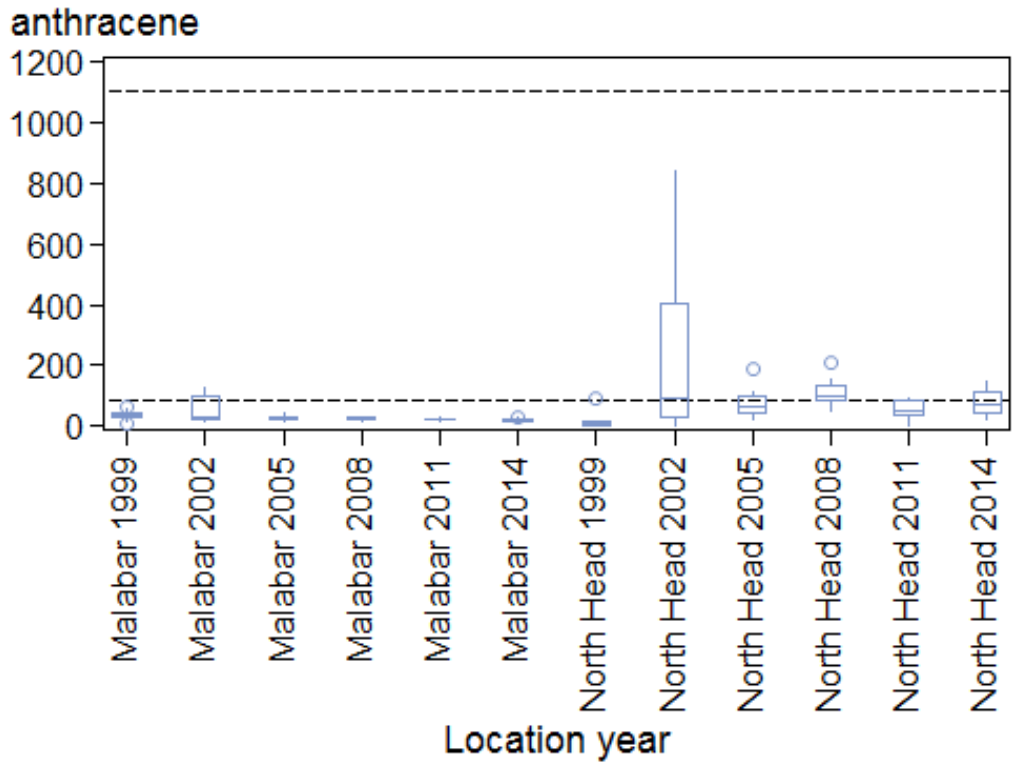 anthracene
1200
1000
800
600
400
200
0
Malabar 1999
Malabar 2002
Malabar 2005
Malabar 2008
Malabar 2011
Malabar 2014
North Head 1999
North Head 2002
North Head 2005
North Head 2008
North Head 2011
North Head 2014
Location year